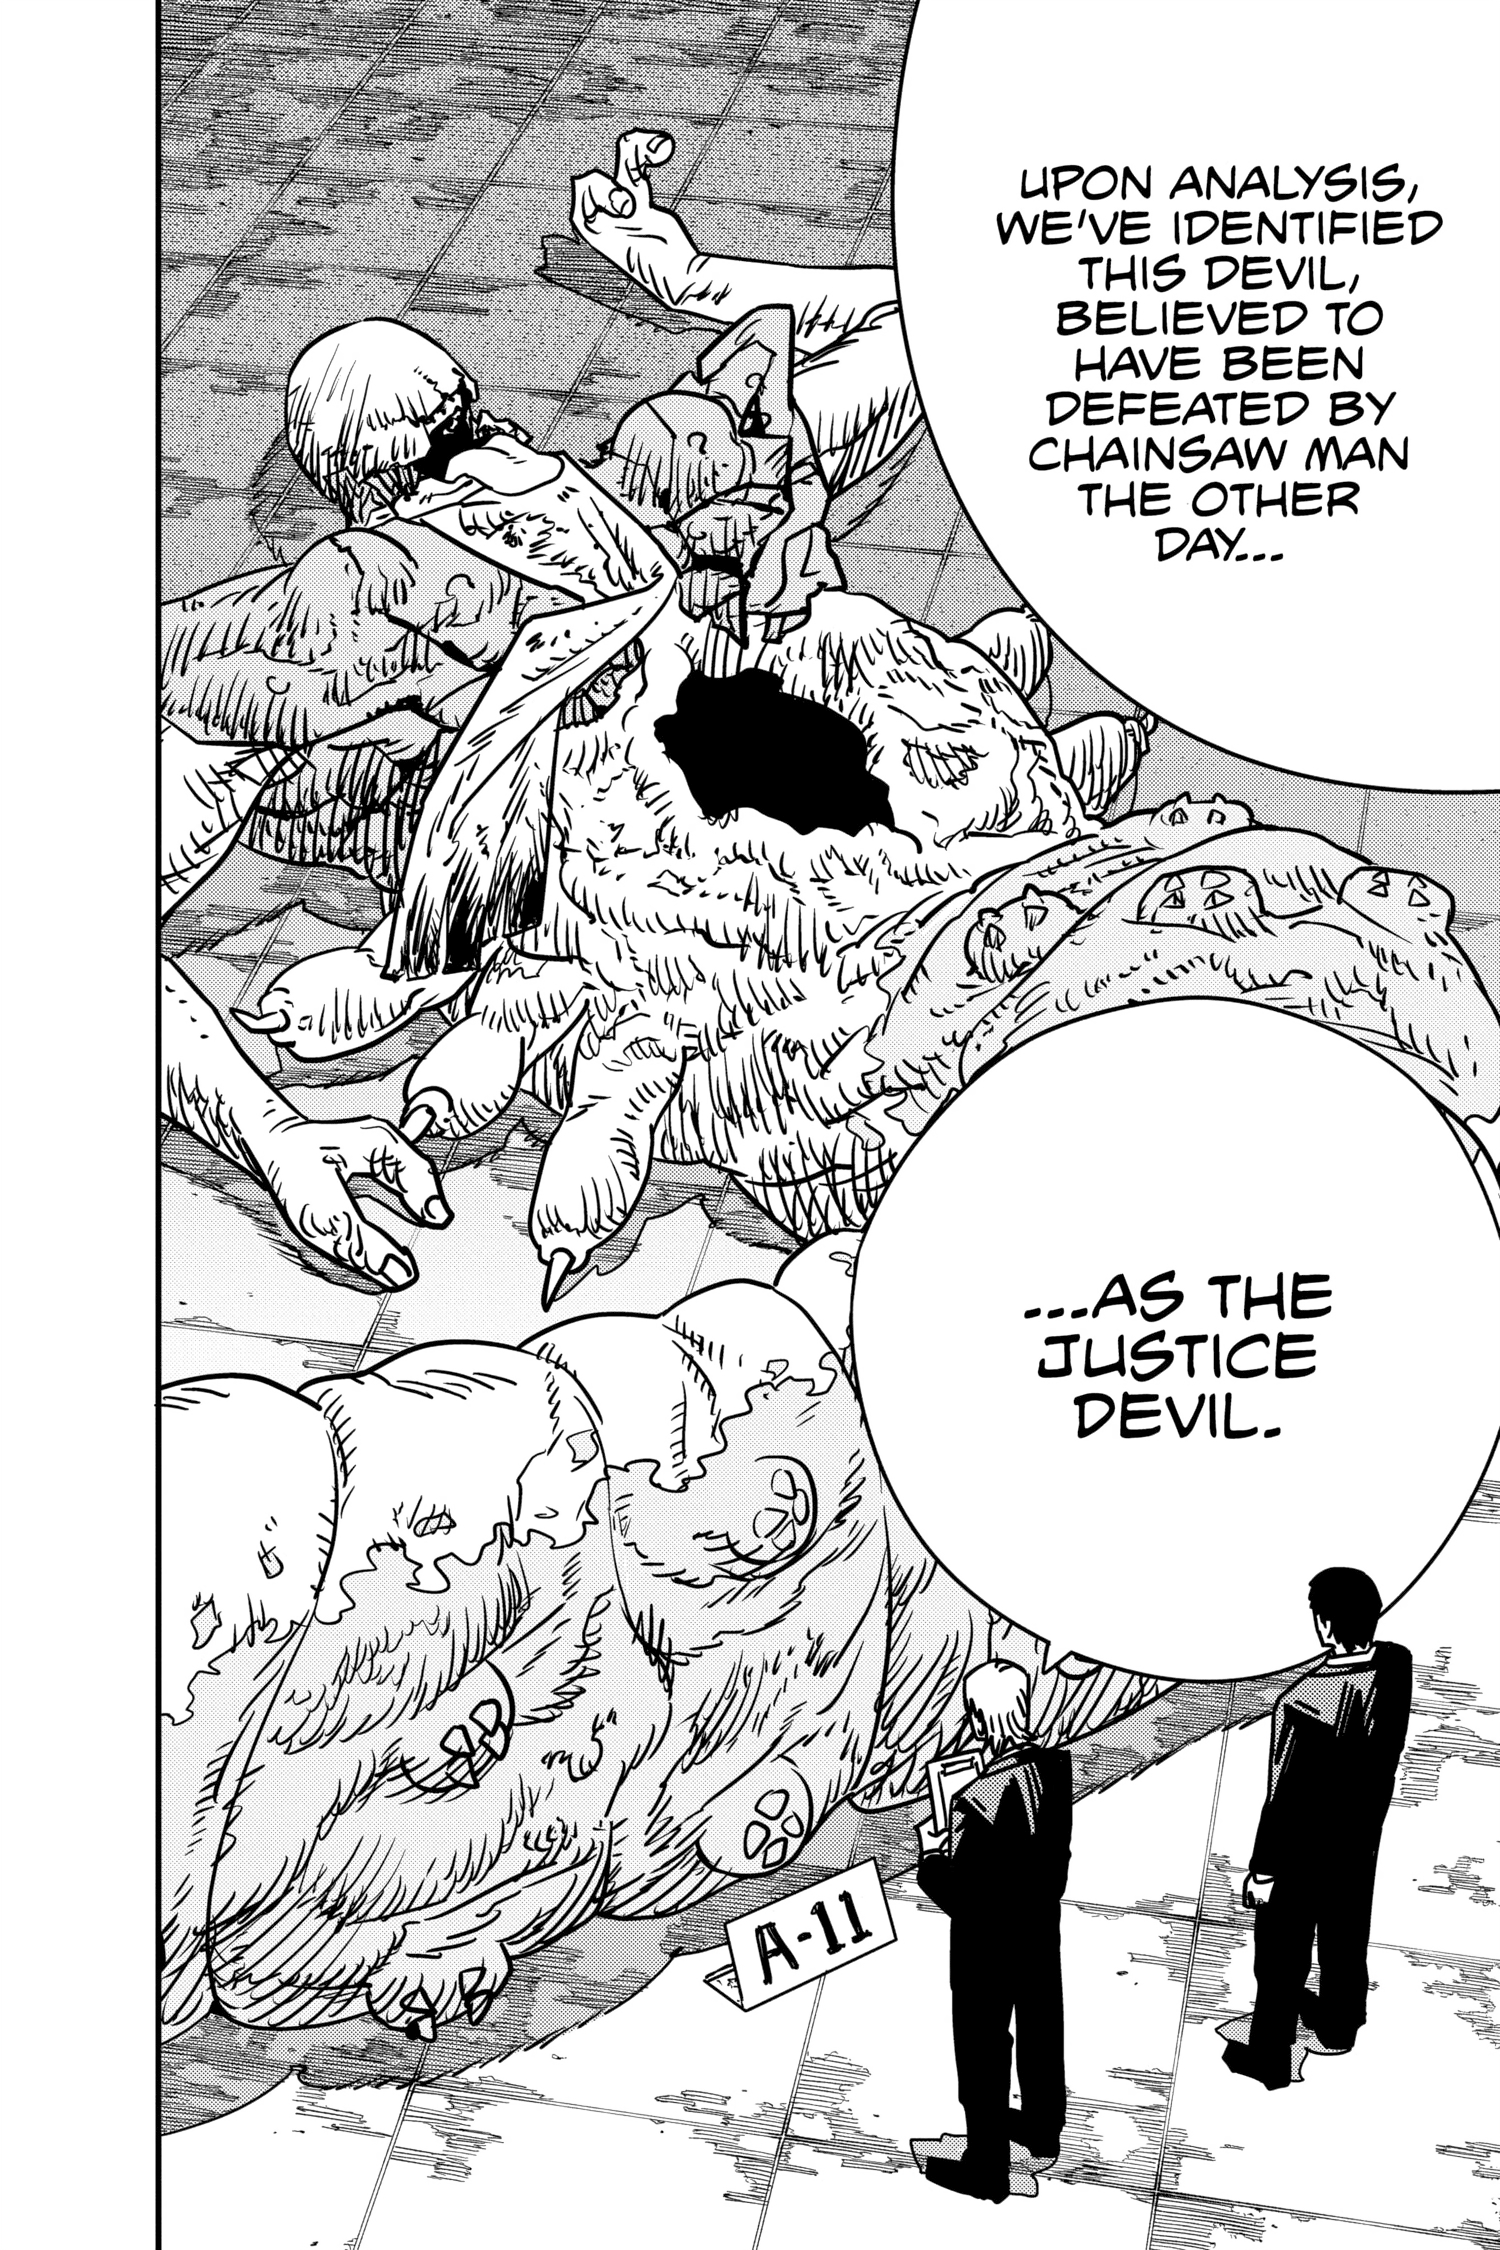 UPON ANALYSIS,
WE'VE IDENTIFIED
THIS DEVIL,
BELIEVED TO
HAVE BEEN
DEFEATED BY
CHAINSAW MAN
THE OTHER
DAY...
...AS THE
JUSTICE
DEVIL.
A-11